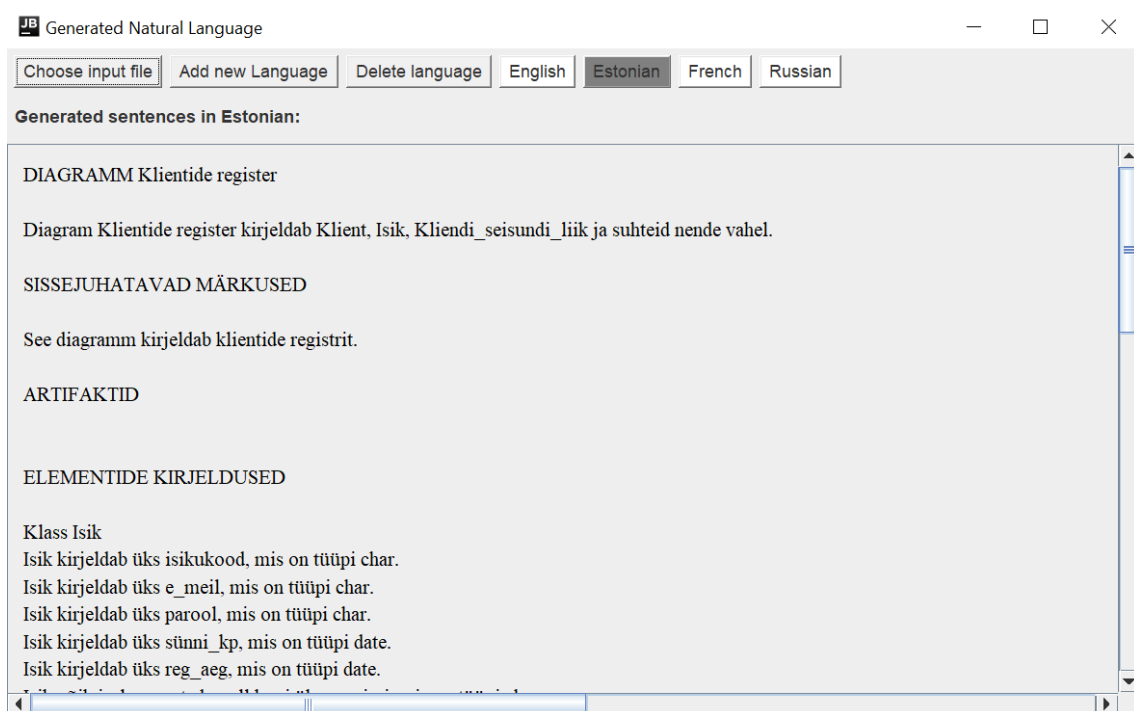 JB Generated Natural Language
Choose input file Add new Language Delete language English Estonian French Russian
Generated sentences in Estonian:
DIAGRAMM Klientide register
Diagram Klientide register kirjeldab Klient, Isik, Kliendi_seisundi_liik ja suhteid nende vahel.
SISSEJUHATAVAD MÄRKUSED
See diagramm kirjeldab klientide registrit.
ARTIFAKTID
ELEMENTIDE KIRJELDUSED
Klass Isik
Isik kirjeldab üks isikukood, mis on tüüpi char.
Isik kirjeldab üks e_meil, mis on tüüpi char.
Isik kirjeldab üks parool, mis on tüüpi char.
Isik kirjeldab üks sünni_kp, mis on tüüpi date.
Isik kirjeldab üks reg_aeg, mis on tüüpi date.